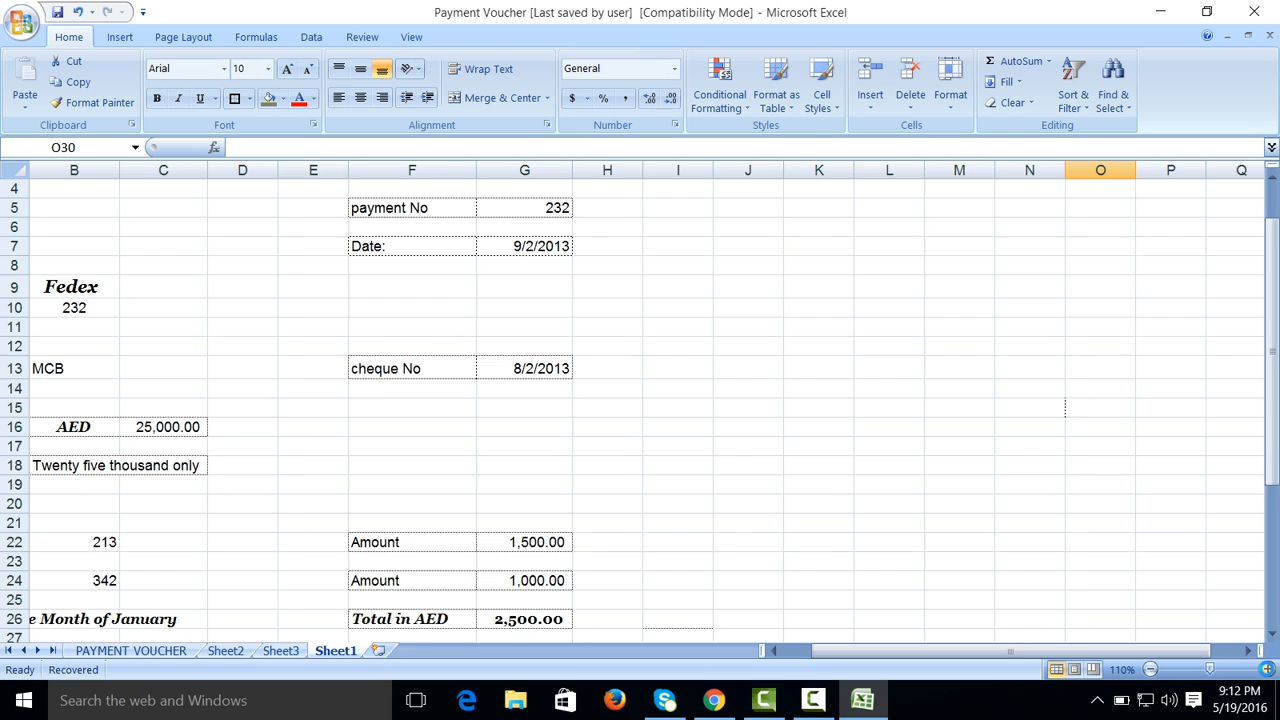 Payment Voucher [Last saved by user] [Compatibility Mode] - Microsoft Excel
Home Insert Page Layout Formulas Data Review View
Paste
Cut
Copy
Format Painter
Clipboard
Arial 10
B I U
Font
Wrap Text
Merge & Center
Alignment
General
$ % ,
Number
Conditional Formatting
Format as Table
Cell Styles
Styles
Insert Delete Format
Cells
Σ AutoSum
Fill
Clear
Sort & Filter
Find & Select
Editing
O30 fx
B C D E F G H I J K L M N O P Q
4
5 payment No 232
6
7 Date: 9/2/2013
8
9 Fedex
10 232
11
12
13 MCB cheque No 8/2/2013
14
15
16 AED 25,000.00
17
18 Twenty five thousand only
19
20
21
22 213 Amount 1,500.00
23
24 342 Amount 1,000.00
25
26 e Month of January Total in AED 2,500.00
27
PAYMENT VOUCHER Sheet2 Sheet3 Sheet1
Ready Recovered 110%
Search the web and Windows
9:12 PM
5/19/2016